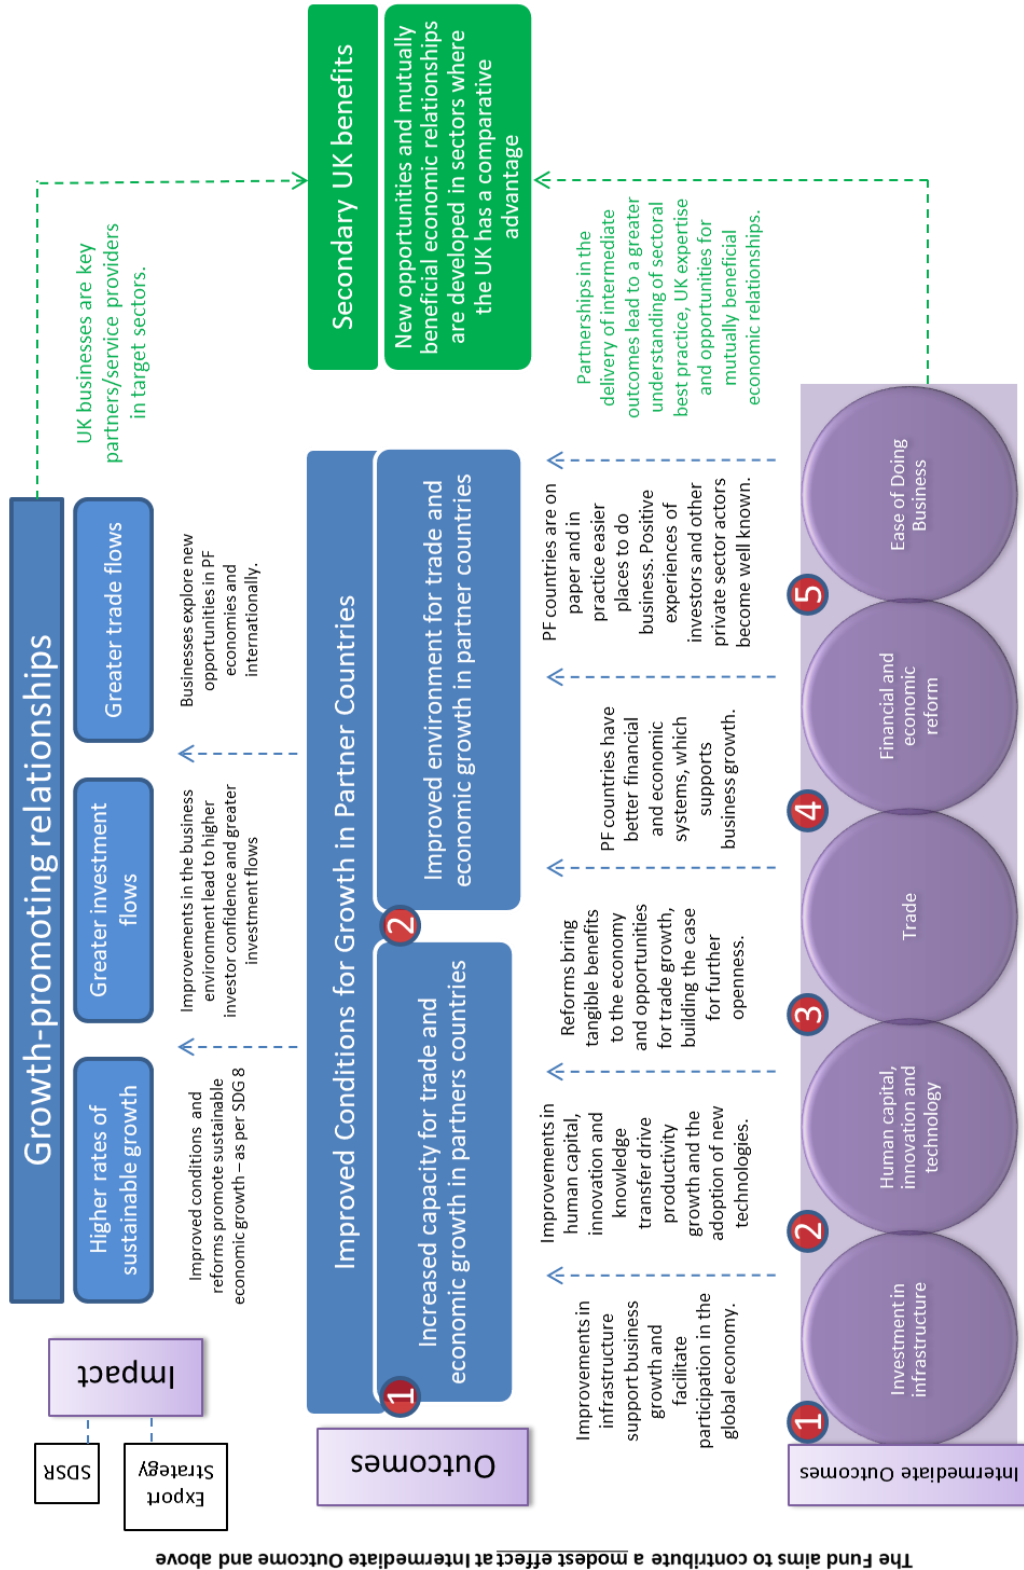 The Fund aims to contribute a modest effect at Intermediate Outcome and above
SDSR
Export
Strategy
Impact
Growth-promoting relationships
Higher rates of
sustainable growth
Greater investment
flows
Greater trade flows
Improved conditions and
reforms promote sustainable
economic growth – as per SDG 8
Improvements in the business
environment lead to higher
investor confidence and greater
investment flows
Businesses explore new
opportunities in PF
economies and
internationally.
UK businesses are key
partners/service providers
in target sectors.
Outcomes
Improved Conditions for Growth in Partner Countries
1
Increased capacity for trade and
economic growth in partners countries
2
Improved environment for trade and
economic growth in partner countries
Secondary UK benefits
New opportunities and mutually
beneficial economic relationships
are developed in sectors where
the UK has a comparative
advantage
Improvements in
infrastructure
support business
growth and
facilitate
participation in the
global economy.
Improvements in
human capital,
innovation and
knowledge
transfer drive
productivity
growth and the
adoption of new
technologies.
Reforms bring
tangible benefits
to the economy
and opportunities
for trade growth,
building the case
for further
openness.
PF countries have
better financial
and economic
systems, which
supports
business growth.
PF countries are on
paper and in
practice easier
places to do
business. Positive
experiences of
investors and other
private sector actors
become well known.
Partnerships in the
delivery of intermediate
outcomes lead to a greater
understanding of sectoral
best practice, UK expertise
and opportunities for
mutually beneficial
economic relationships.
Intermediate Outcomes
1
Investment in
infrastructure
2
Human capital,
innovation and
technology
3
Trade
4
Financial and
economic
reform
5
Ease of Doing
Business